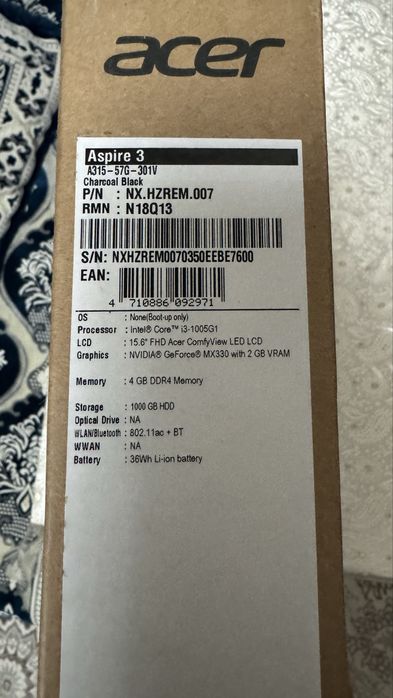 acer
Aspire 3
A315-57G-301V
Charcoal Black
P/N : NX.HZREM.007
RMN : N18Q13
S/N: NXHZREM0070350EEBE7600
EAN:
4 710886 092971
OS : None(Boot-up only)
Processor : Intel® Core™ i3-1005G1
LCD : 15.6" FHD Acer ComfyView LED LCD
Graphics : NVIDIA® GeForce® MX330 with 2 GB VRAM
Memory : 4 GB DDR4 Memory
Storage : 1000 GB HDD
Optical Drive : NA
WLAN/Bluetooth : 802.11ac + BT
WWAN : NA
Battery : 36Wh Li-ion battery